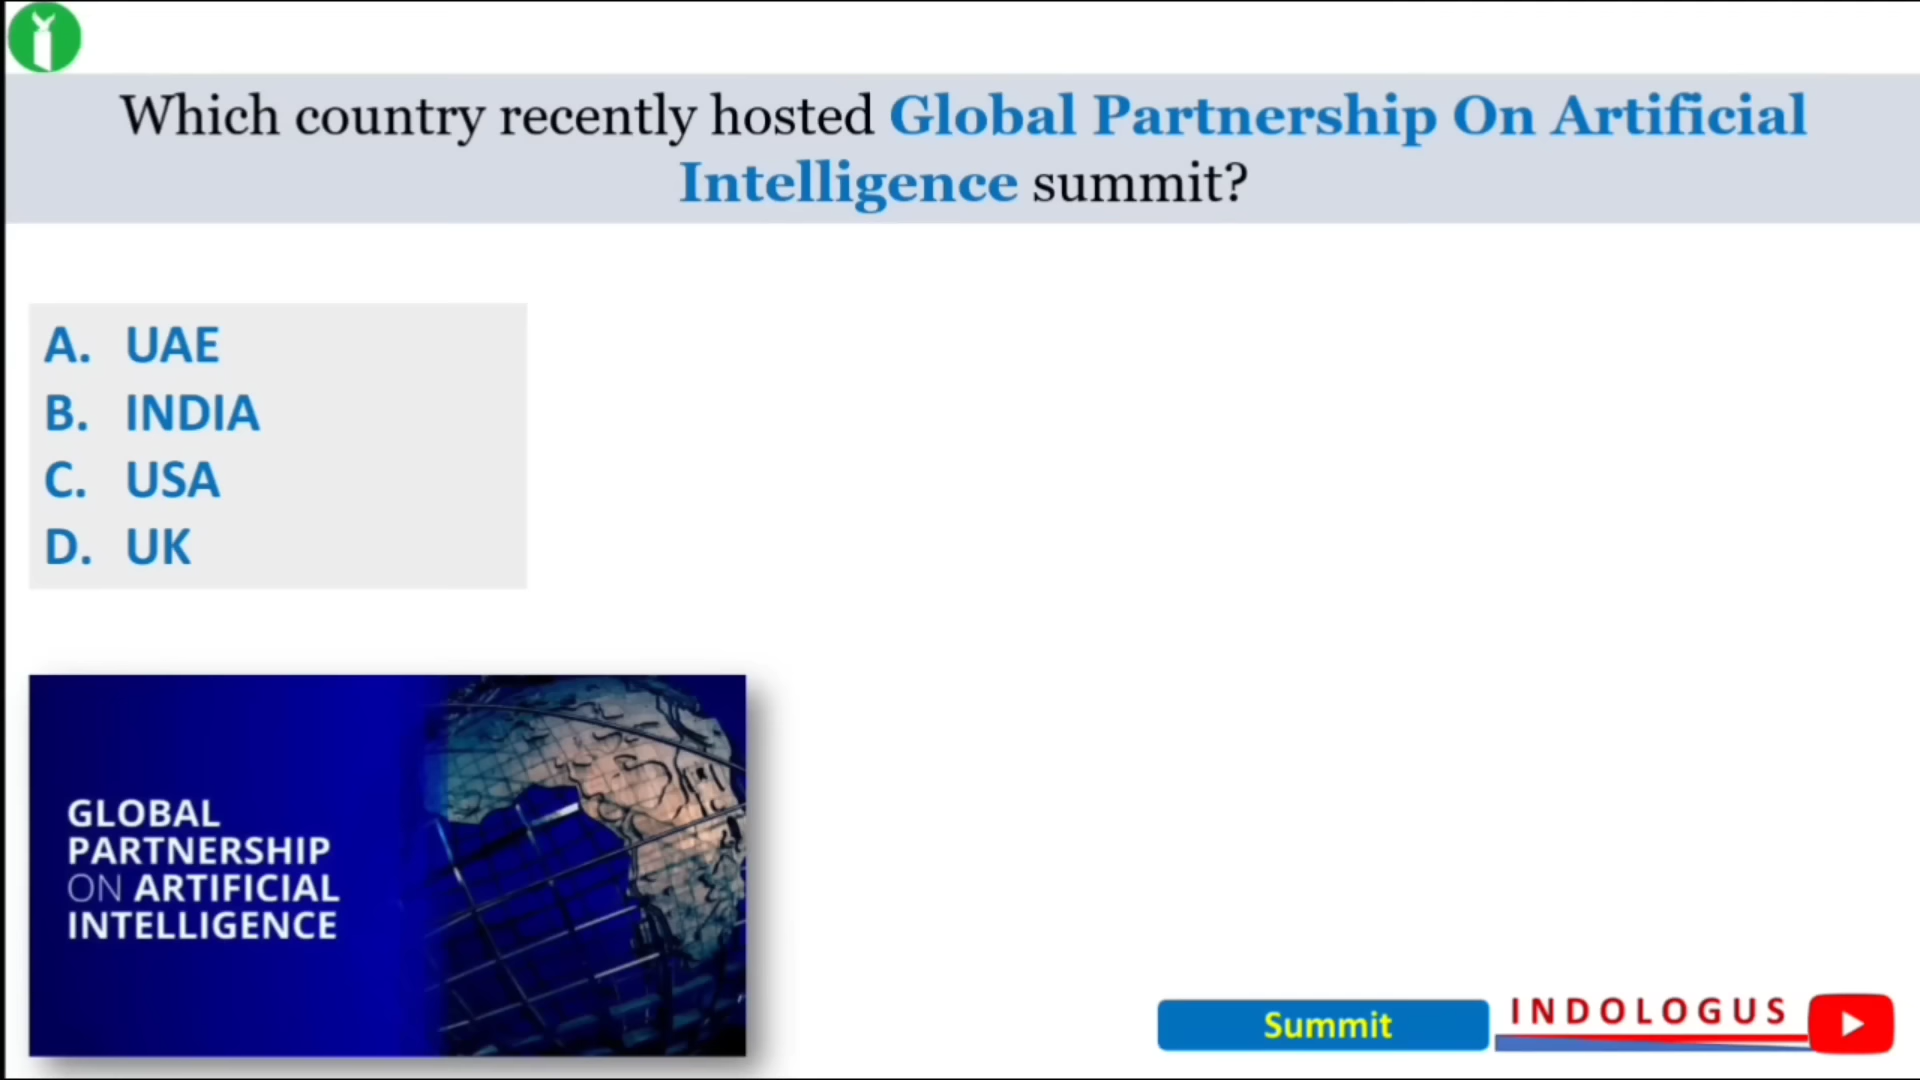 Which country recently hosted Global Partnership On Artificial
Intelligence summit?
A. UAE
B. INDIA
C. USA
D. UK
GLOBAL
PARTNERSHIP
ON ARTIFICIAL
INTELLIGENCE
Summit
INDOLOGUS